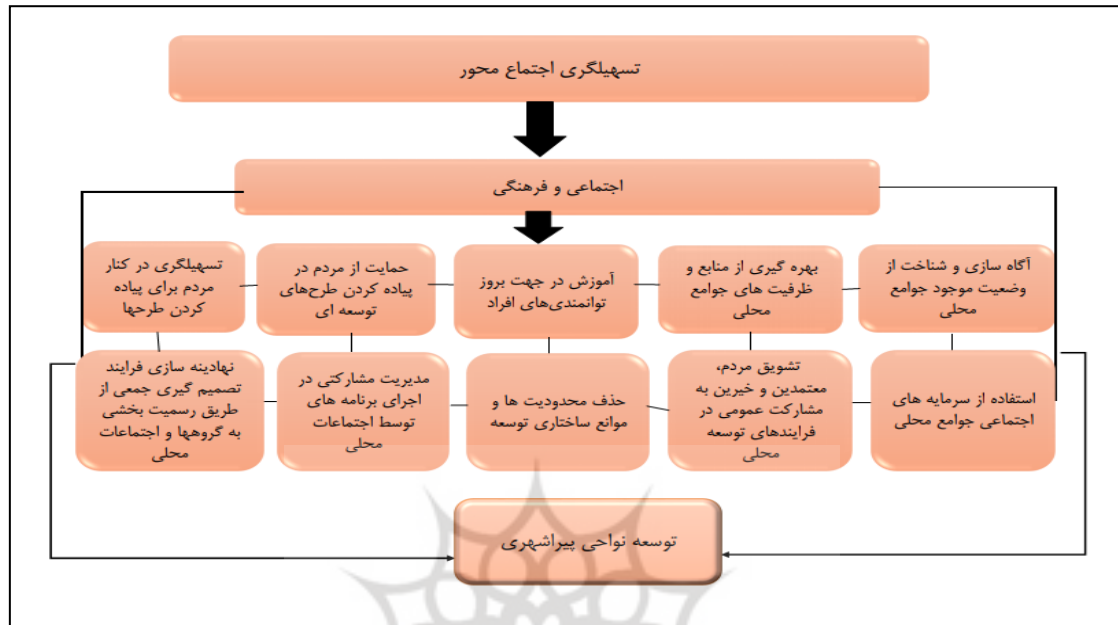 تسهیلگری اجتماع محور
اجتماعی و فرهنگی
آگاه سازی و شناخت از
وضعیت موجود جوامع
محلی
بهره گیری از منابع و
ظرفیت های جوامع
محلی
آموزش در جهت بروز
توانمندی‌های افراد
حمایت از مردم در
پیاده کردن طرح‌های
توسعه ای
تسهیلگری در کنار
مردم برای پیاده
کردن طرحها
استفاده از سرمایه های
اجتماعی جوامع محلی
تشویق مردم،
معتمدین و خیرین به
مشارکت عمومی در
فرایندهای توسعه
محلی
حذف محدودیت ها و
موانع ساختاری توسعه
مدیریت مشارکتی در
اجرای برنامه های
توسط اجتماعات
محلی
نهادینه سازی فرایند
تصمیم گیری جمعی از
طریق رسمیت بخشی
به گروهها و اجتماعات
محلی
توسعه نواحی پیراشهری